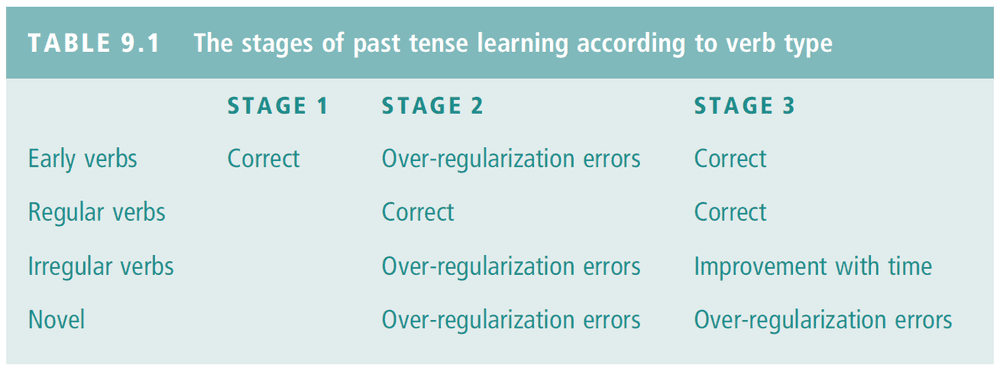 TABLE 9.1 The stages of past tense learning according to verb type
STAGE 1 STAGE 2 STAGE 3
Early verbs Correct Over-regularization errors Correct
Regular verbs Correct Correct
Irregular verbs Over-regularization errors Improvement with time
Novel Over-regularization errors Over-regularization errors